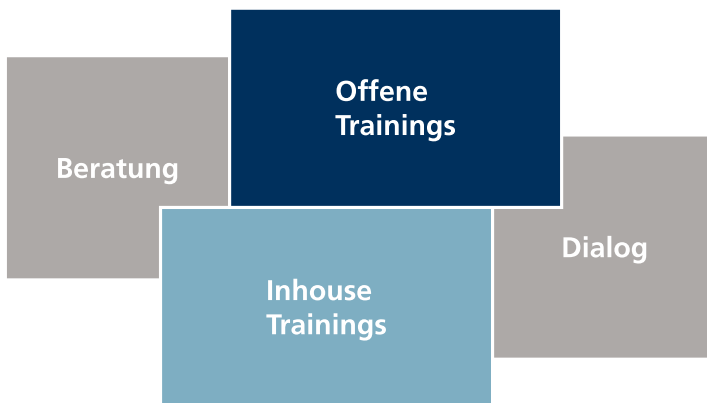 Offene
Trainings
Beratung
Dialog
Inhouse
Trainings